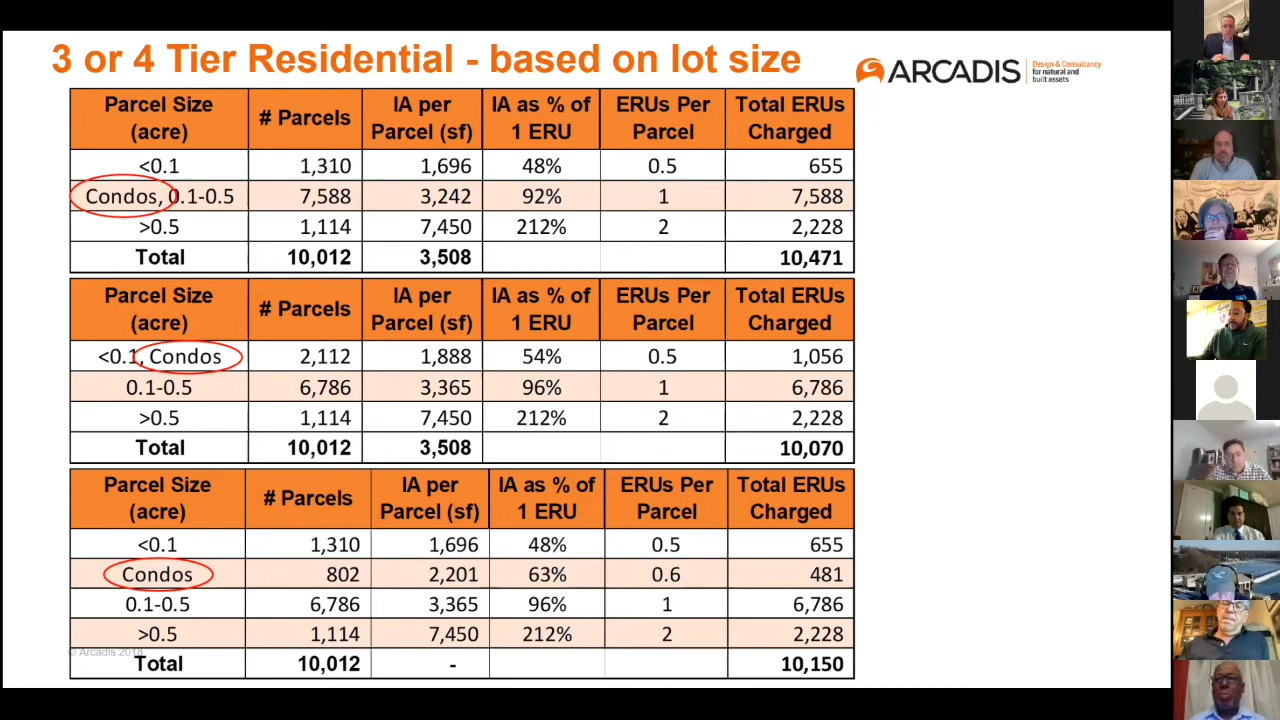 3 or 4 Tier Residential - based on lot size
ARCADIS
Design & Consultancy
for natural and
built assets
Parcel Size (acre) # Parcels IA per Parcel (sf) IA as % of 1 ERU ERUs Per Parcel Total ERUs Charged
<0.1 1,310 1,696 48% 0.5 655
Condos, 0.1-0.5 7,588 3,242 92% 1 7,588
>0.5 1,114 7,450 212% 2 2,228
Total 10,012 3,508 10,471
Parcel Size (acre) # Parcels IA per Parcel (sf) IA as % of 1 ERU ERUs Per Parcel Total ERUs Charged
<0.1, Condos 2,112 1,888 54% 0.5 1,056
0.1-0.5 6,786 3,365 96% 1 6,786
>0.5 1,114 7,450 212% 2 2,228
Total 10,012 3,508 10,070
Parcel Size (acre) # Parcels IA per Parcel (sf) IA as % of 1 ERU ERUs Per Parcel Total ERUs Charged
<0.1 1,310 1,696 48% 0.5 655
Condos 802 2,201 63% 0.6 481
0.1-0.5 6,786 3,365 96% 1 6,786
>0.5 1,114 7,450 212% 2 2,228
© Arcadis 2018
Total 10,012 - 10,150